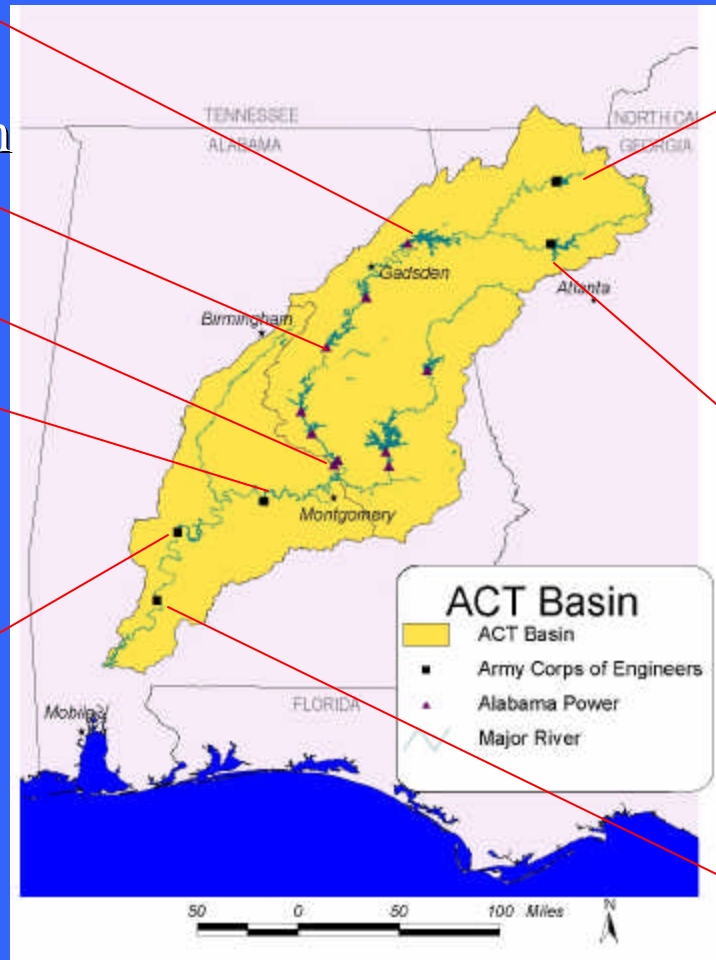 TENNESSEE
NORTH CA
n
ALABAMA
GEORGIA
Gadsden
Atlanta
Birmingham
Montgomery
ACT Basin
ACT Basin
Army Corps of Engineers
Alabama Power
Major River
FLORIDA
50 0 50 100 Miles
N